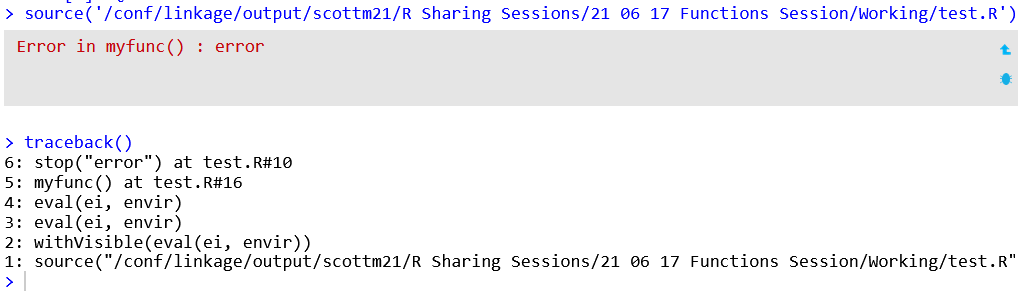 > source('/conf/linkage/output/scottm21/R Sharing Sessions/21 06 17 Functions Session/Working/test.R')
Error in myfunc() : error
> traceback()
6: stop("error") at test.R#10
5: myfunc() at test.R#16
4: eval(ei, envir)
3: eval(ei, envir)
2: withVisible(eval(ei, envir))
1: source("/conf/linkage/output/scottm21/R Sharing Sessions/21 06 17 Functions Session/Working/test.R"
>